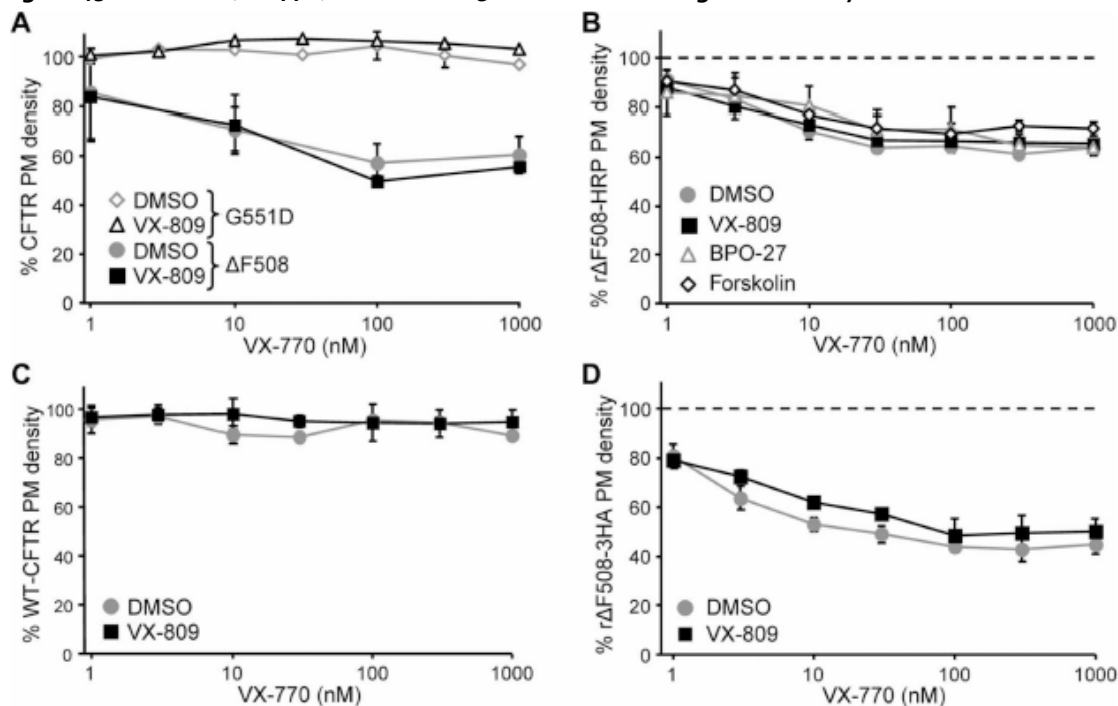 A
% CFTR PM density
100
80
60
40
20
0
DMSO
VX-809
G551D
DMSO
VX-809
ΔF508
1 10 100 1000
VX-770 (nM)
B
% rΔF508-HRP PM density
100
80
60
40
20
0
DMSO
VX-809
BPO-27
Forskolin
1 10 100 1000
VX-770 (nM)
C
% WT-CFTR PM density
100
80
60
40
20
0
DMSO
VX-809
1 10 100 1000
VX-770 (nM)
D
% rΔF508-3HA PM density
100
80
60
40
20
0
DMSO
VX-809
1 10 100 1000
VX-770 (nM)